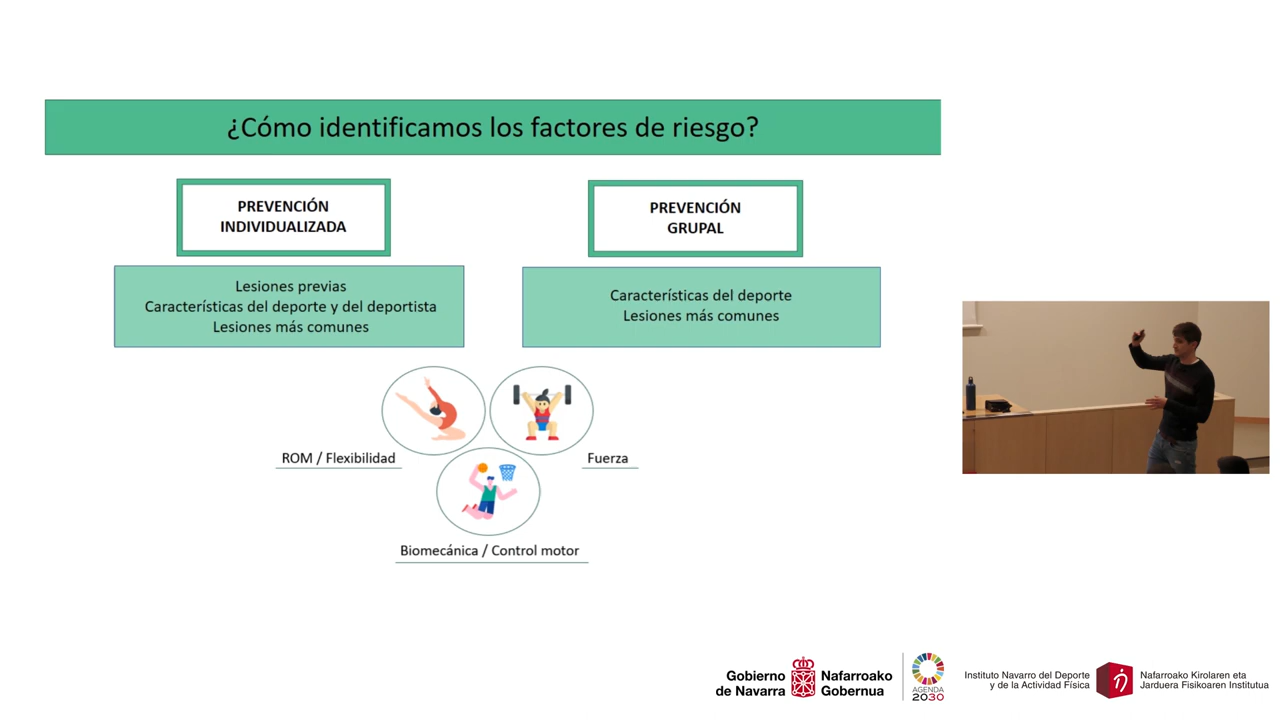 ¿Cómo identificamos los factores de riesgo?
PREVENCIÓN
INDIVIDUALIZADA
Lesiones previas
Características del deporte y del deportista
Lesiones más comunes
PREVENCIÓN
GRUPAL
Características del deporte
Lesiones más comunes
ROM / Flexibilidad
Fuerza
Biomecánica / Control motor
Gobierno
de Navarra
Nafarroako
Gobernua
AGENDA
2030
Instituto Navarro del Deporte
y de la Actividad Física
Nafarroako Kirolaren eta
Jarduera Fisikoaren Institutua